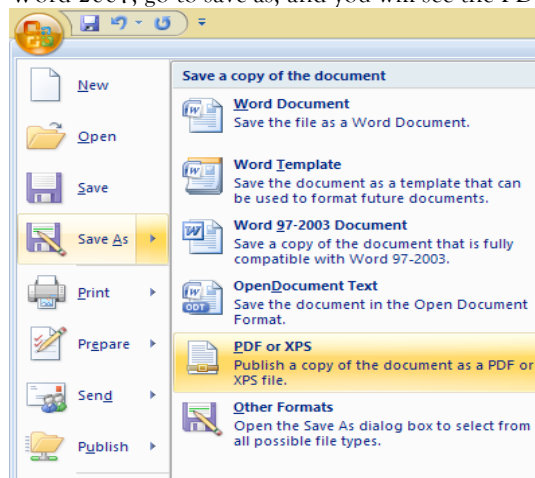 Word 2007, go to save as, and you will see the PD
New
Open
Save
Save As
Print
Prepare
Send
Publish
Save a copy of the document
Word Document
Save the file as a Word Document.
Word Template
Save the document as a template that can
be used to format future documents.
Word 97-2003 Document
Save a copy of the document that is fully
compatible with Word 97-2003.
OpenDocument Text
ODT
Save the document in the Open Document
Format.
PDF or XPS
Publish a copy of the document as a PDF or
XPS file.
Other Formats
Open the Save As dialog box to select from
all possible file types.